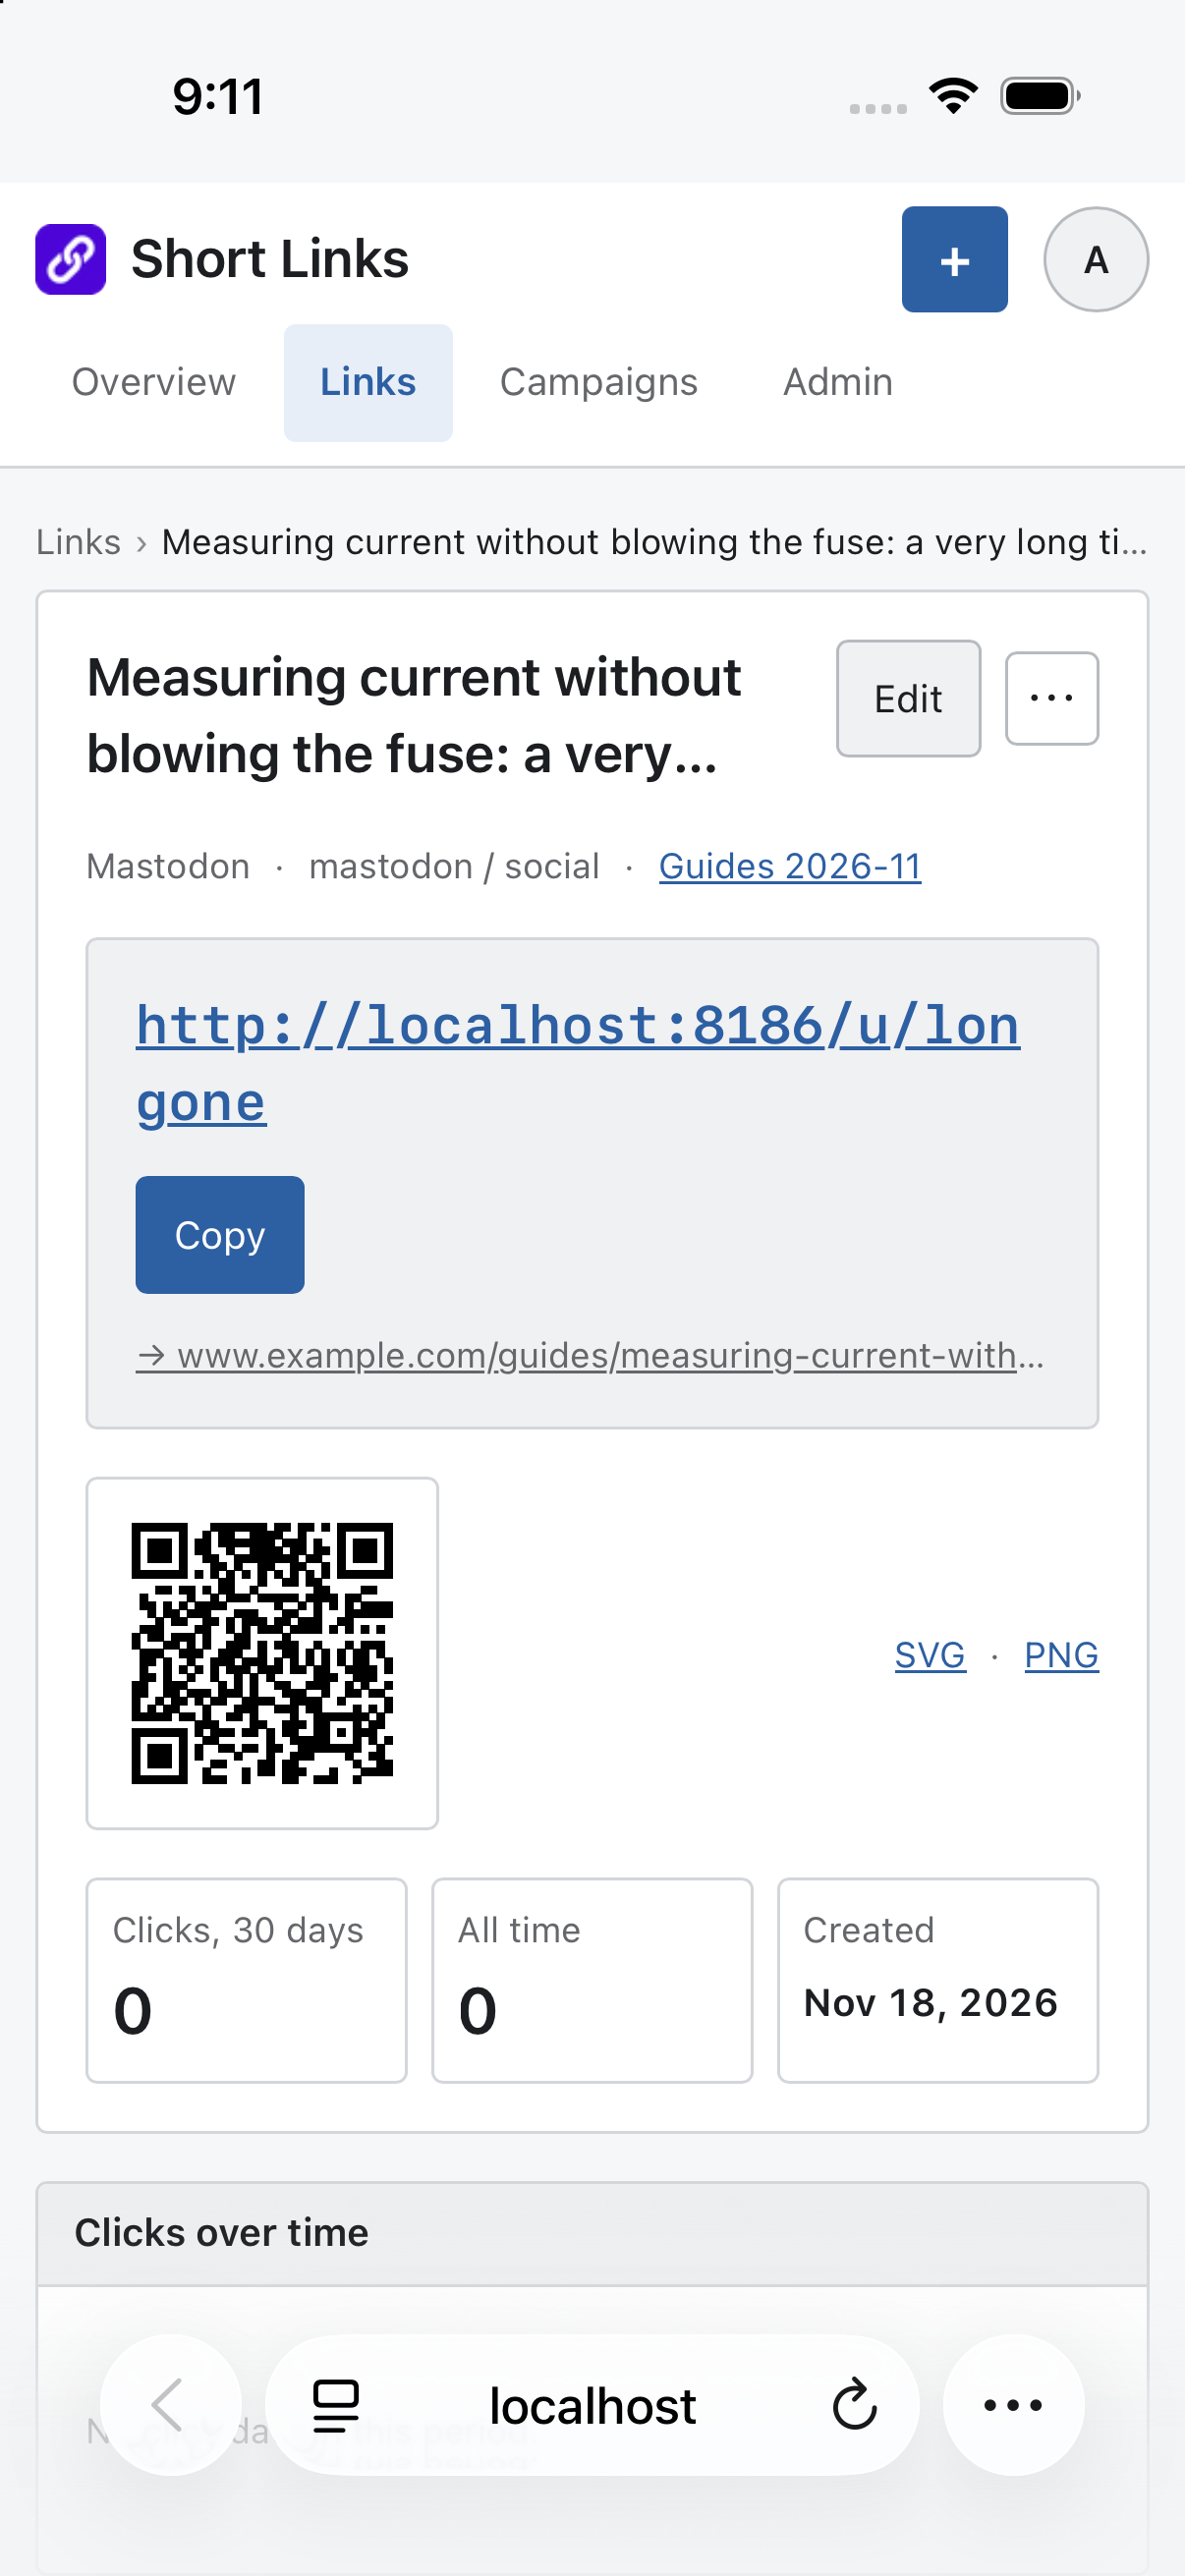 9:11
Short Links
+
A
Overview
Links
Campaigns
Admin
Links › Measuring current without blowing the fuse: a very long ti...
Measuring current without
blowing the fuse: a very...
Edit
...
Mastodon · mastodon / social · Guides 2026-11
http://localhost:8186/u/lon
gone
Copy
→ www.example.com/guides/measuring-current-with...
SVG · PNG
Clicks, 30 days
0
All time
0
Created
Nov 18, 2026
Clicks over time
this period.
localhost